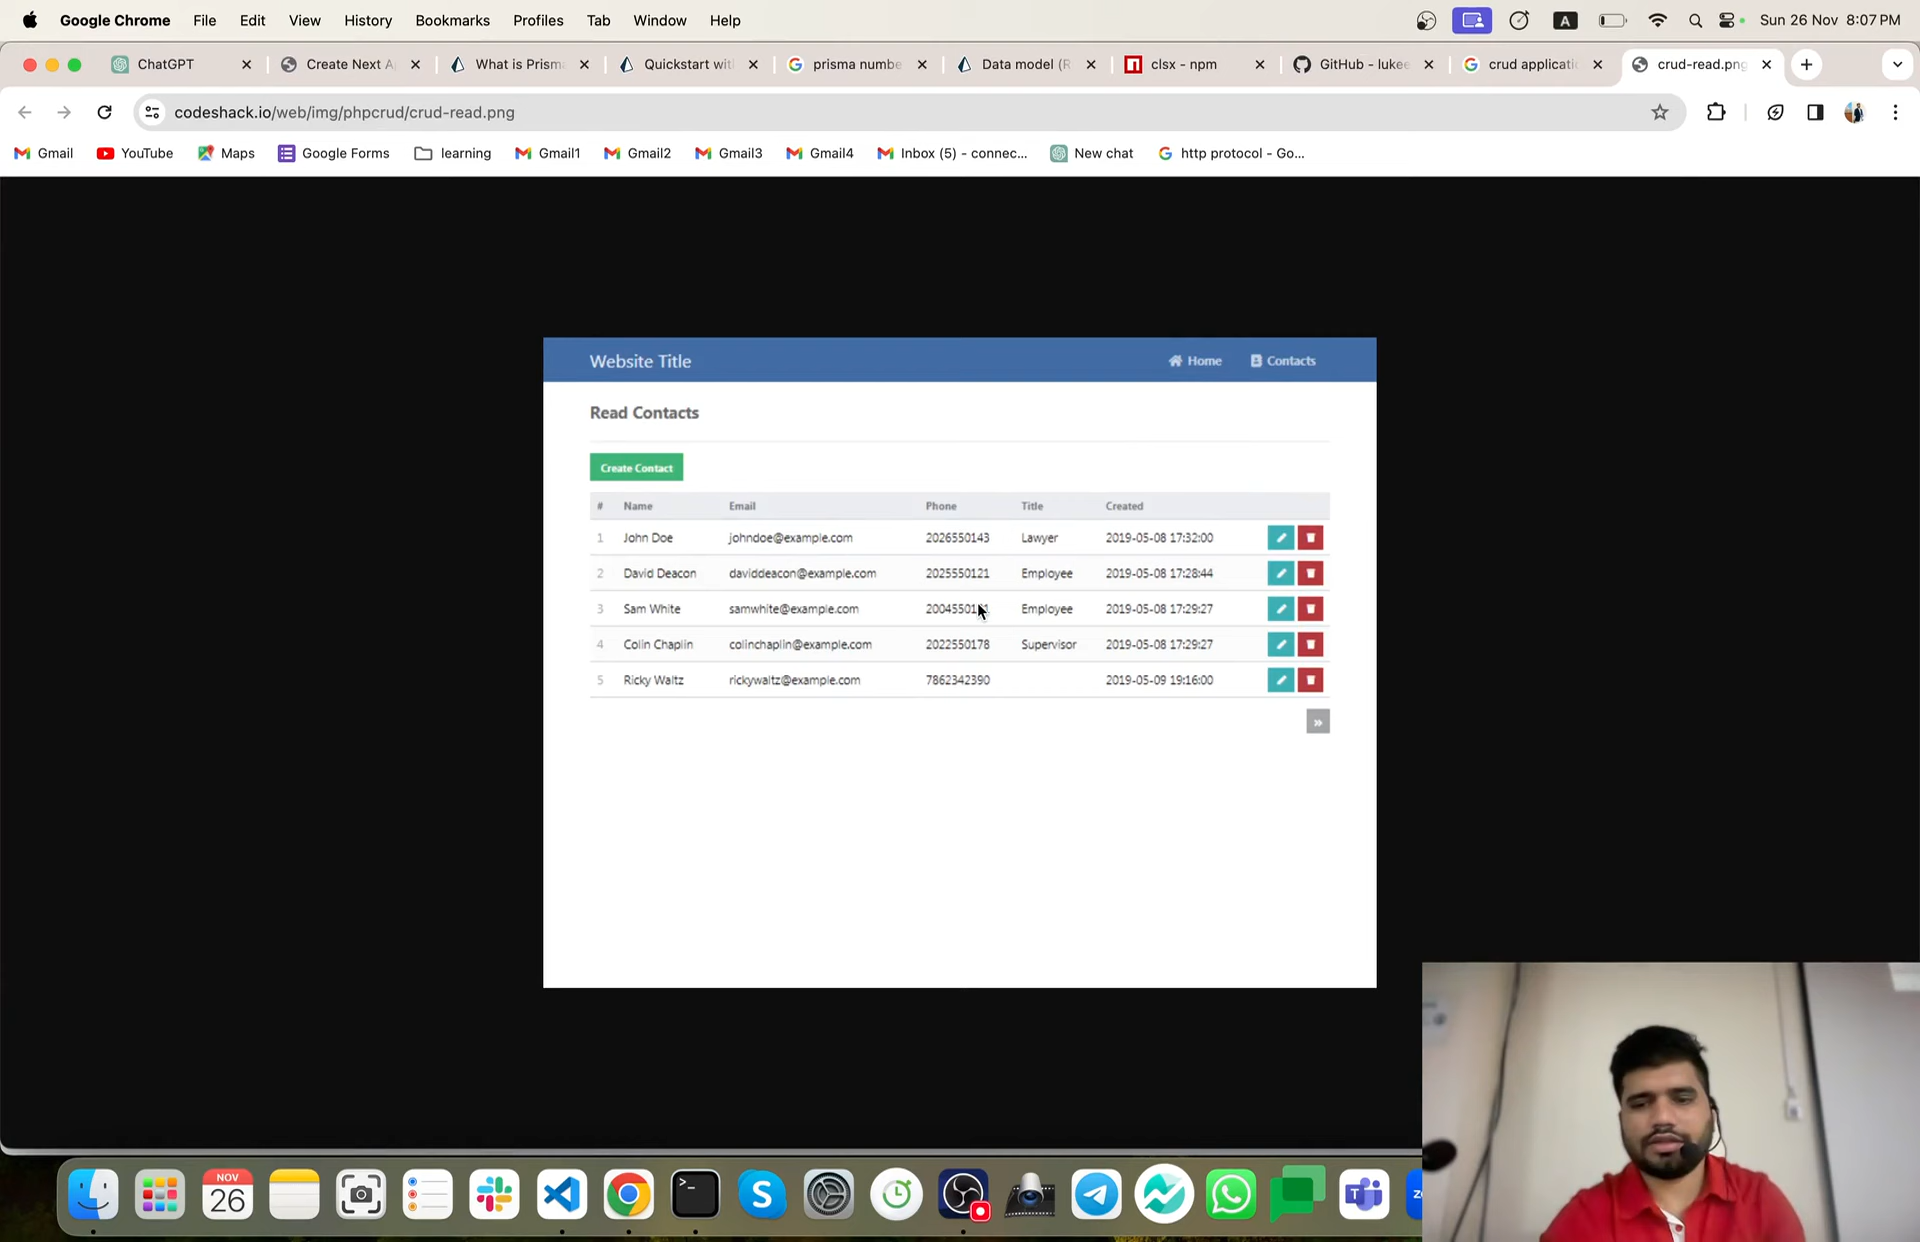 Google Chrome File Edit View History Bookmarks Profiles Tab Window Help A Sun 26 Nov 8:07 PM
ChatGPT Create Next A What is Prisma Quickstart wit prisma numbe Data model (R clsx - npm GitHub - luke crud applicati crud-read.png
codeshack.io/web/img/phpcrud/crud-read.png
Gmail YouTube Maps Google Forms learning Gmail1 Gmail2 Gmail3 Gmail4 Inbox (5) - connec... New chat http protocol - Go...
Website Title Home Contacts
Read Contacts
Create Contact
# Name Email Phone Title Created
1 John Doe johndoe@example.com 2026550143 Lawyer 2019-05-08 17:32:00
2 David Deacon daviddeacon@example.com 2025550121 Employee 2019-05-08 17:28:44
3 Sam White samwhite@example.com Employee 2019-05-08 17:29:27
4 Colin Chaplin colinchaplin@example.com 2022550178 Supervisor 2019-05-08 17:29:27
5 Ricky Waltz rickywaltz@example.com 7862342390 2019-05-09 19:16:00
»
NOV
26